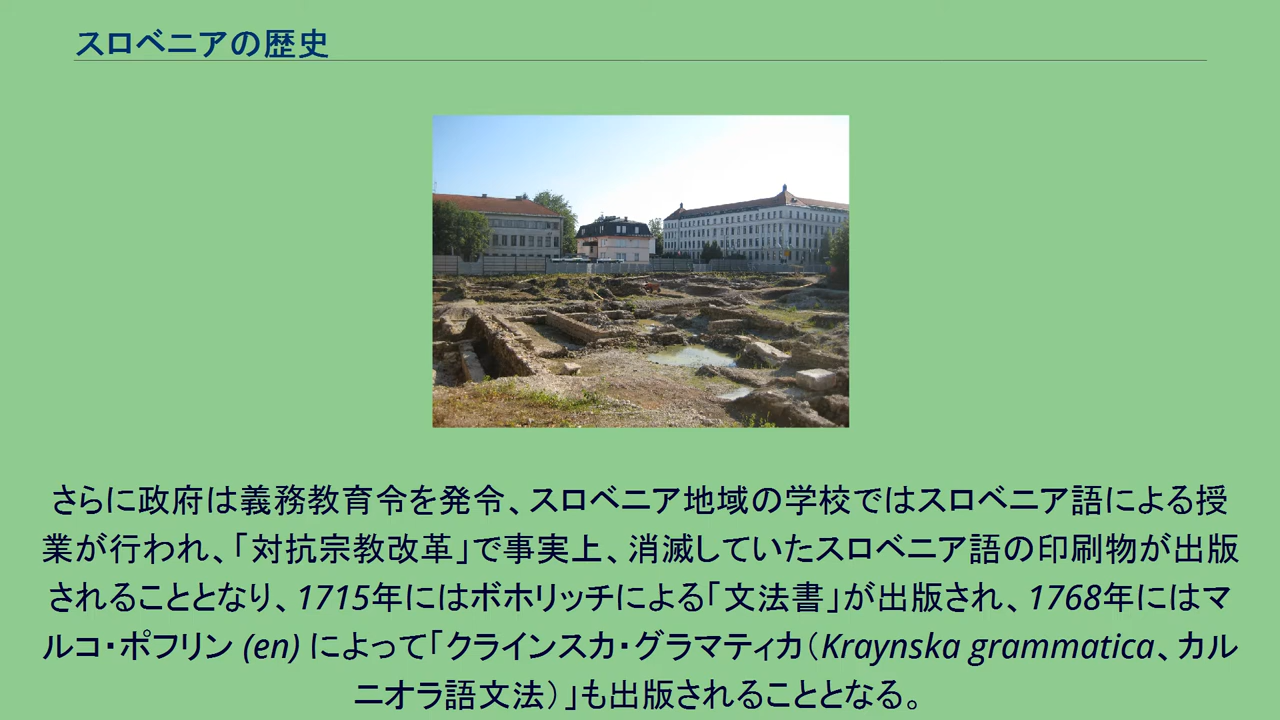 スロベニアの歴史
さらに政府は義務教育令を発令、スロベニア地域の学校ではスロベニア語による授
業が行われ、「対抗宗教改革」で事実上、消滅していたスロベニア語の印刷物が出版
されることとなり、1715年にはボホリッチによる「文法書」が出版され、1768年にはマ
ルコ・ポフリン (en) によって「クラインスカ・グラマティカ（Kraynska grammatica、カル
ニオラ語文法）」も出版されることとなる。